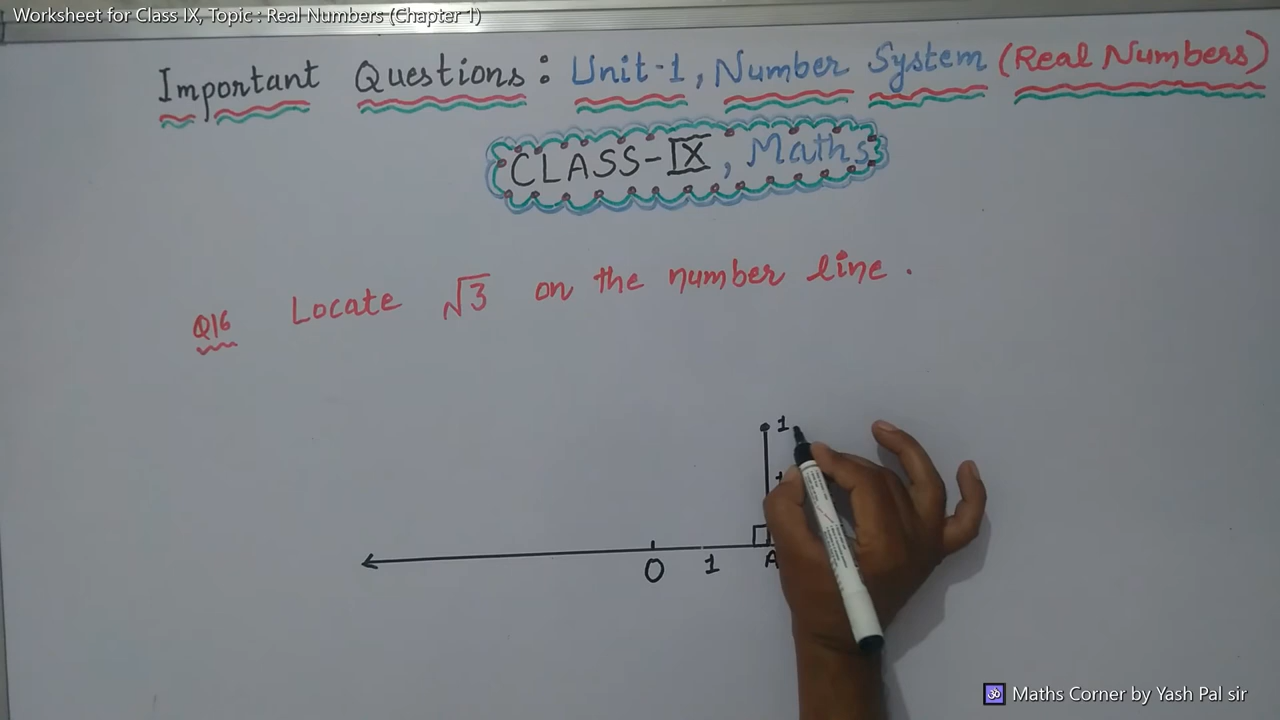 Worksheet for Class IX, Topic : Real Numbers (Chapter 1)
Important Questions : Unit-1, Number System (Real Numbers)
CLASS-IX, Maths
Q16 Locate √3 on the number line.
1
O 1 A
Maths Corner by Yash Pal sir